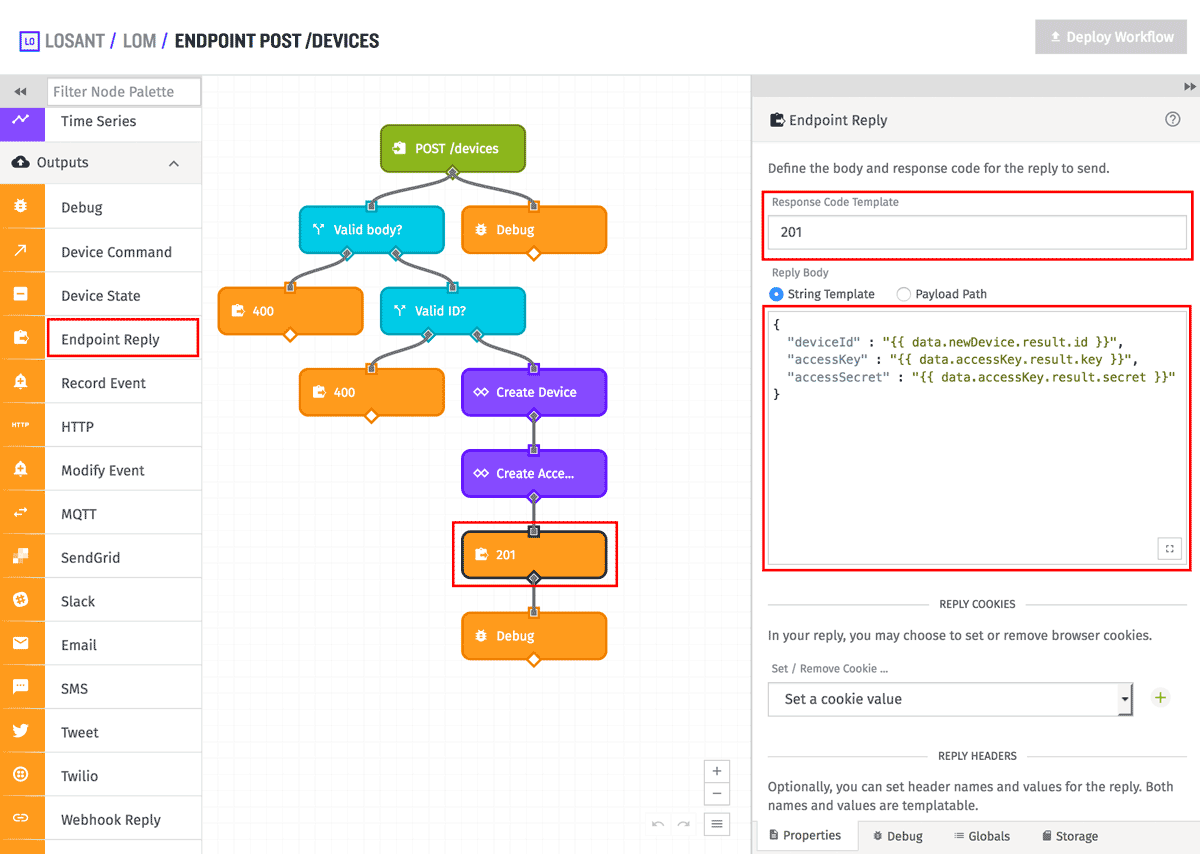 LO LOSANT / LOM / ENDPOINT POST /DEVICES
Deploy Workflow
Filter Node Palette
Time Series
Outputs
Debug
Device Command
Device State
Endpoint Reply
Record Event
HTTP HTTP
Modify Event
MQTT
SendGrid
Slack
Email
SMS
Tweet
Twilio
Webhook Reply
POST /devices
Valid body?
Debug
400
Valid ID?
400
Create Device
Create Acce...
201
Debug
Endpoint Reply
Define the body and response code for the reply to send.
Response Code Template
201
Reply Body
String Template
Payload Path
{
"deviceId" : "{{ data.newDevice.result.id }}",
"accessKey" : "{{ data.accessKey.result.key }}",
"accessSecret" : "{{ data.accessKey.result.secret }}"
}
REPLY COOKIES
In your reply, you may choose to set or remove browser cookies.
Set / Remove Cookie ...
Set a cookie value
REPLY HEADERS
Optionally, you can set header names and values for the reply. Both
names and values are templatable.
Properties
Debug
Globals
Storage